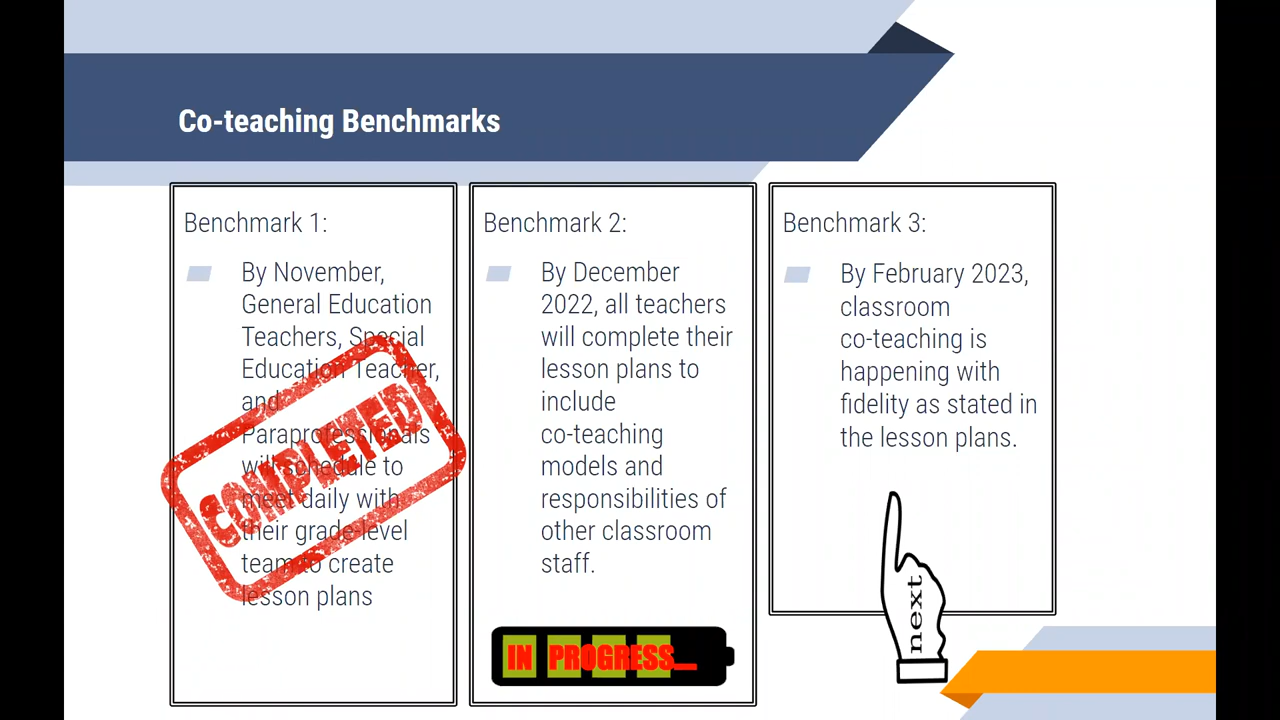 Co-teaching Benchmarks
Benchmark 1:
By November,
General Education
Teachers, Special
Education Teacher,
and
Paraprofessionals
will schedule to
meet daily with
their grade-level
team to create
lesson plans
COMPLETED
Benchmark 2:
By December
2022, all teachers
will complete their
lesson plans to
include
co-teaching
models and
responsibilities of
other classroom
staff.
IN PROGRESS...
Benchmark 3:
By February 2023,
classroom
co-teaching is
happening with
fidelity as stated in
the lesson plans.
next